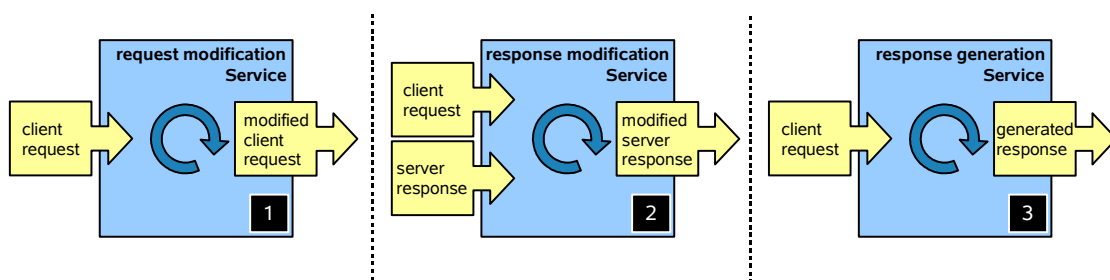 request modification
Service
client
request
modified
client
request
1
response modification
Service
client
request
server
response
modified
server
response
2
response generation
Service
client
request
generated
response
3